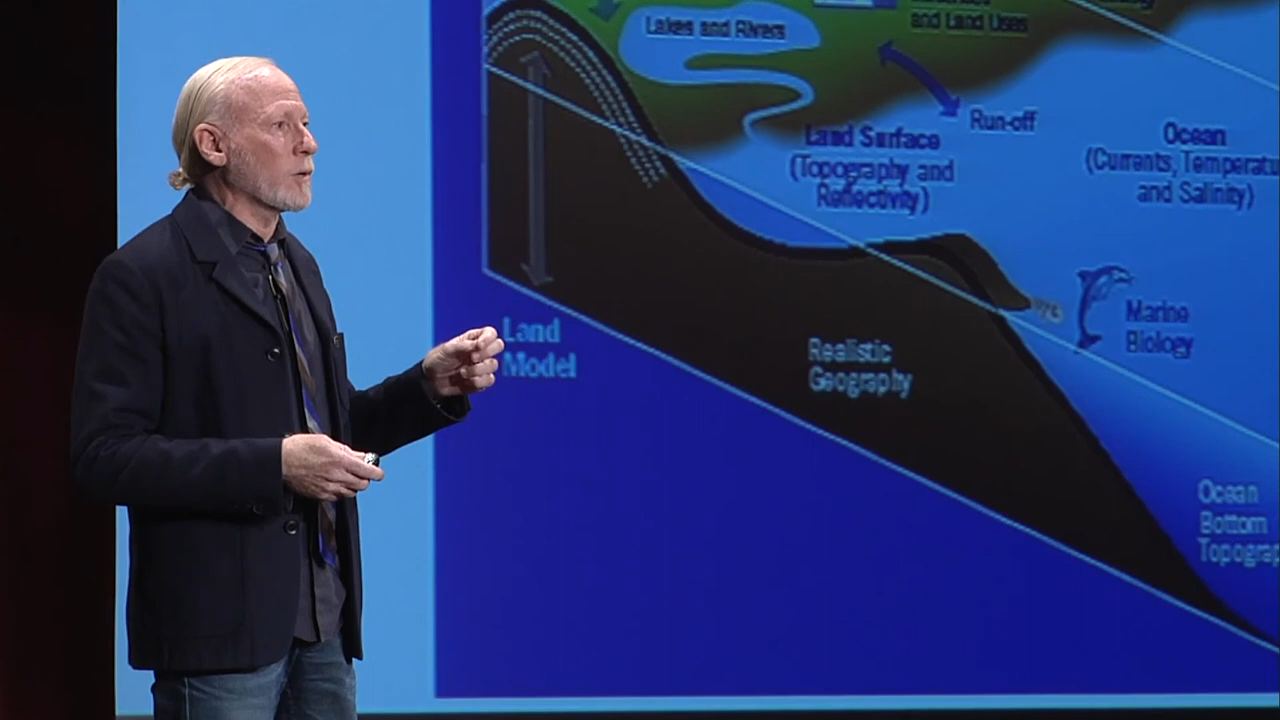 and Land Uses
Lakes and Rivers
Run-off
Land Surface
(Topography and
Reflectivity)
Ocean
(Currents, Temperatu
and Salinity)
Marine
Biology
Land
Model
Realistic
Geography
Ocean
Bottom
Topograp